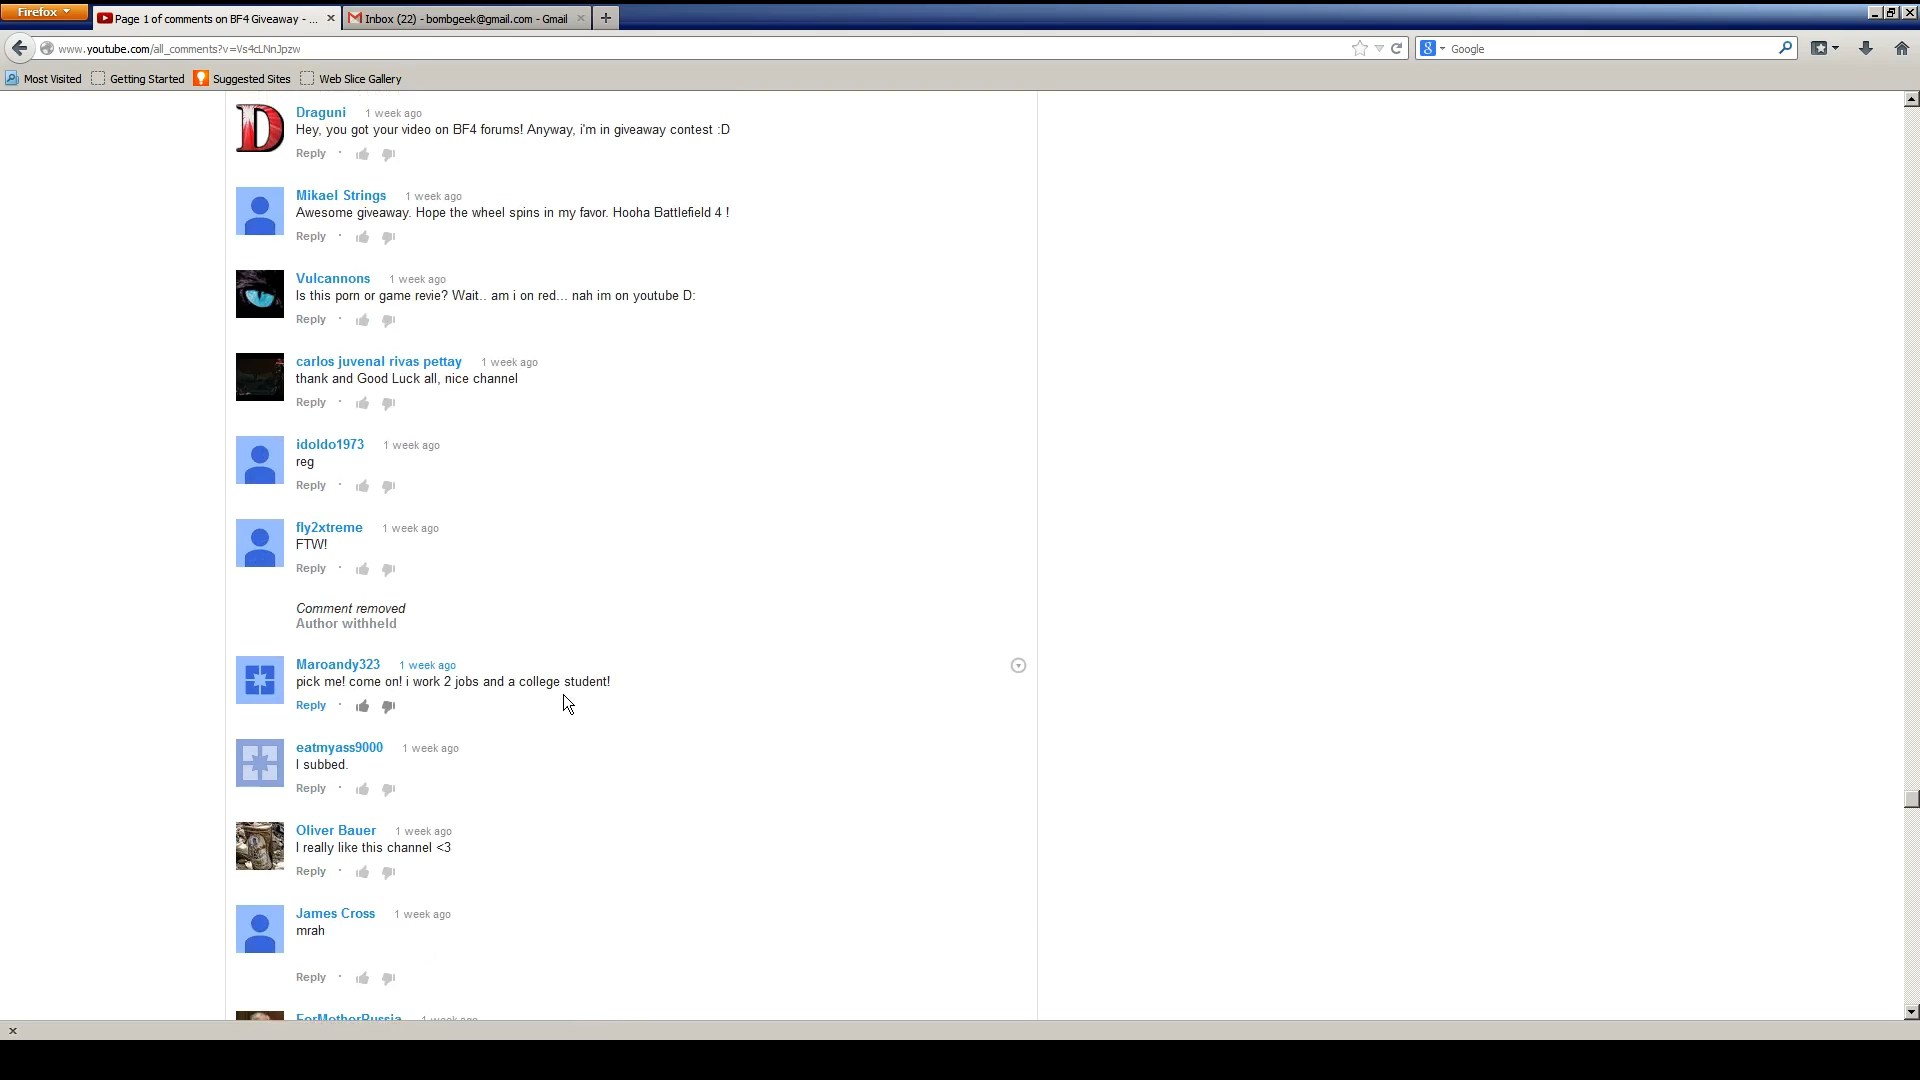 Firefox
Page 1 of comments on BF4 Giveaway - ...
Inbox (22) - bombgeek@gmail.com - Gmail
www.youtube.com/all_comments?v=Vs4cLNnJpzw
Google
Most Visited
Getting Started
Suggested Sites
Web Slice Gallery
Draguni 1 week ago
Hey, you got your video on BF4 forums! Anyway, i'm in giveaway contest :D
Reply
Mikael Strings 1 week ago
Awesome giveaway. Hope the wheel spins in my favor. Hooha Battlefield 4 !
Reply
Vulcannons 1 week ago
Is this porn or game revie? Wait.. am i on red... nah im on youtube D:
Reply
carlos juvenal rivas pettay 1 week ago
thank and Good Luck all, nice channel
Reply
idoldo1973 1 week ago
reg
Reply
fly2xtreme 1 week ago
FTW!
Reply
Comment removed
Author withheld
Maroandy323 1 week ago
pick me! come on! i work 2 jobs and a college student!
Reply
eatmyass9000 1 week ago
I subbed.
Reply
Oliver Bauer 1 week ago
I really like this channel <3
Reply
James Cross 1 week ago
mrah
Reply
ForMotherRussia 1 week ago